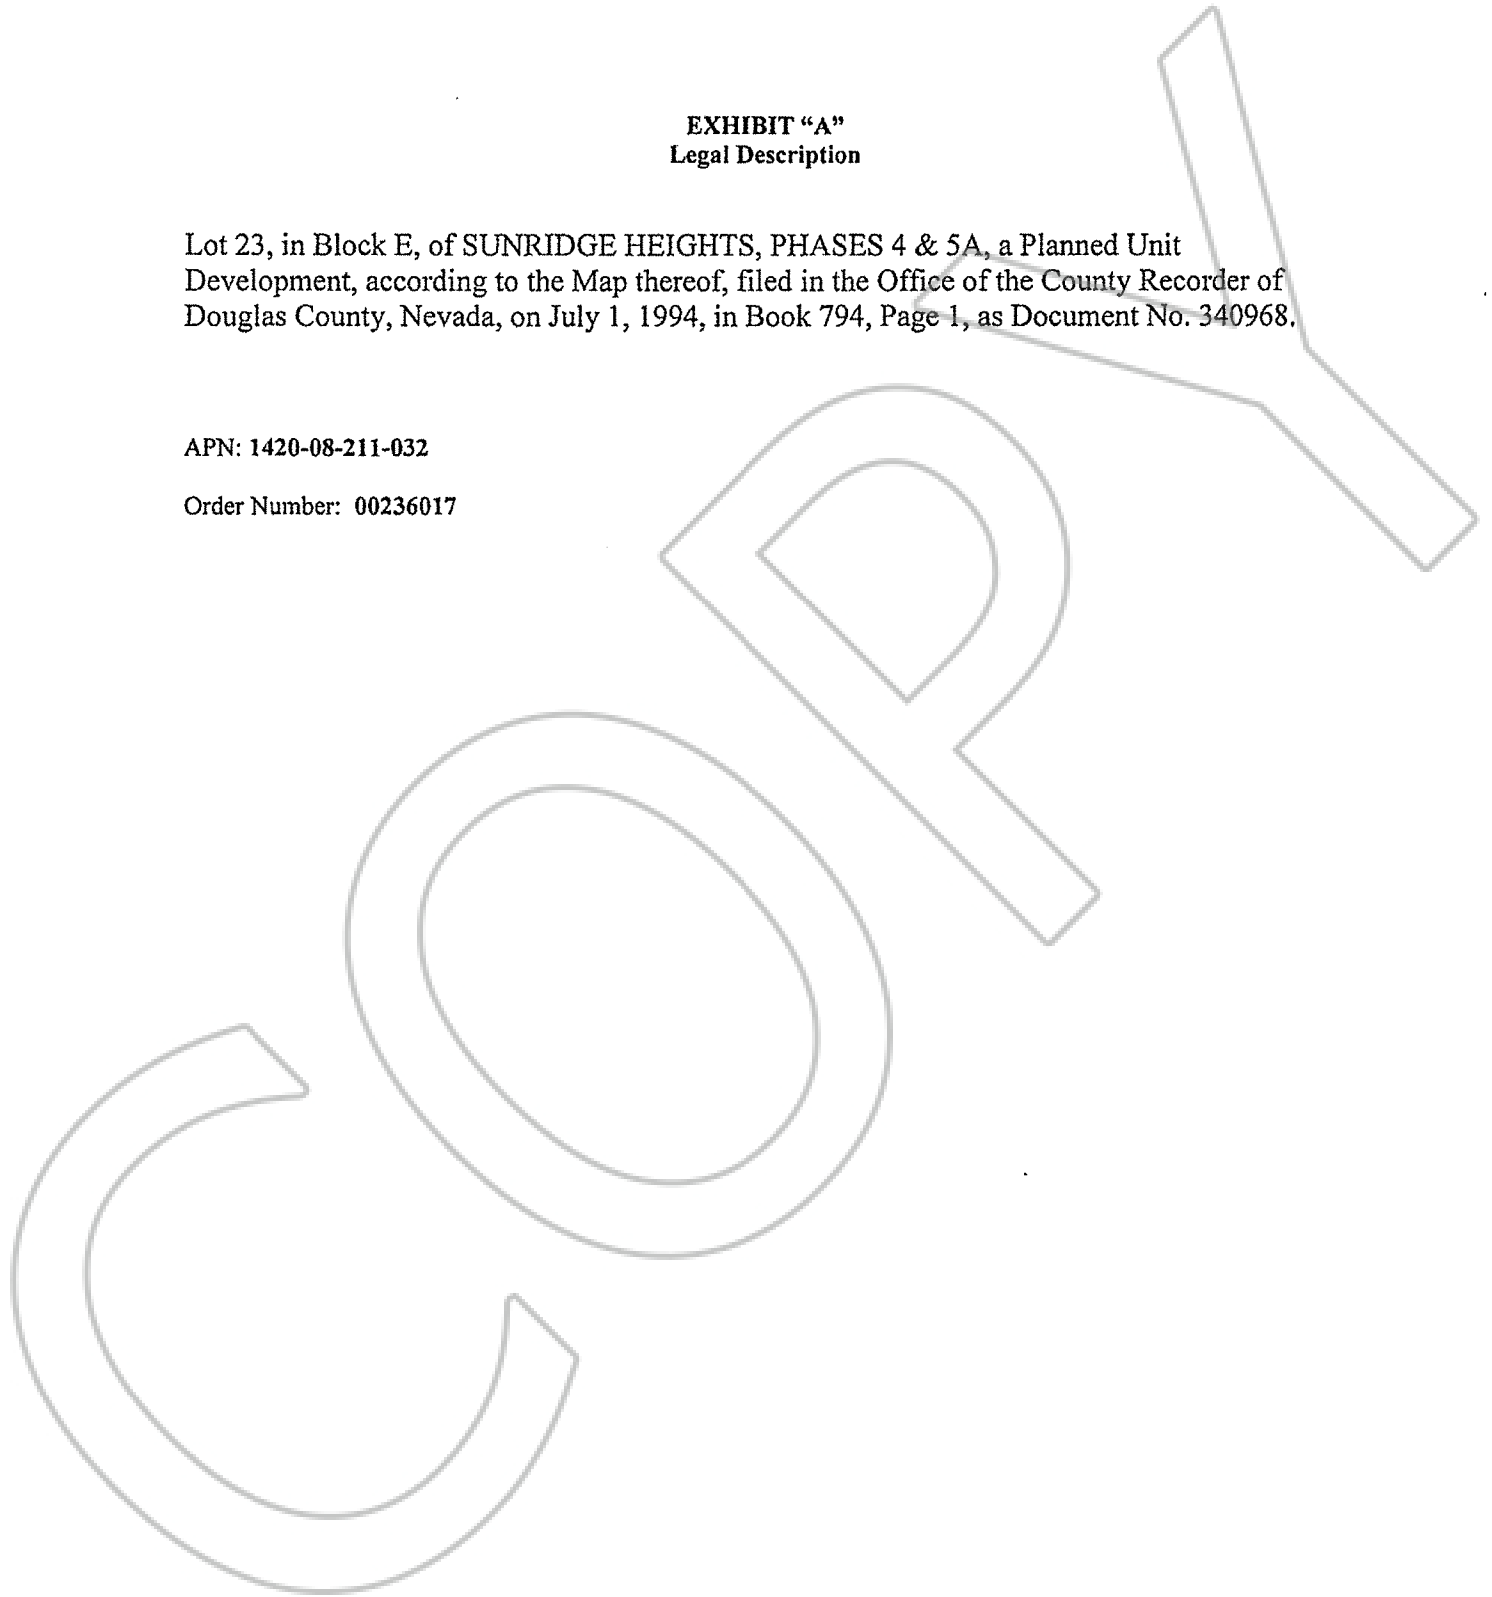 EXHIBIT “A”
Legal Description
Lot 23, in Block E, of SUNRIDGE HEIGHTS, PHASES 4 & 5A, a Planned Unit
Development, according to the Map thereof, filed in the Office of the County Recorder of
Douglas County, Nevada, on July 1, 1994, in Book 794, Page 1, as Document No. 340968.
APN: 1420-08-211-032
Order Number: 00236017
COPY